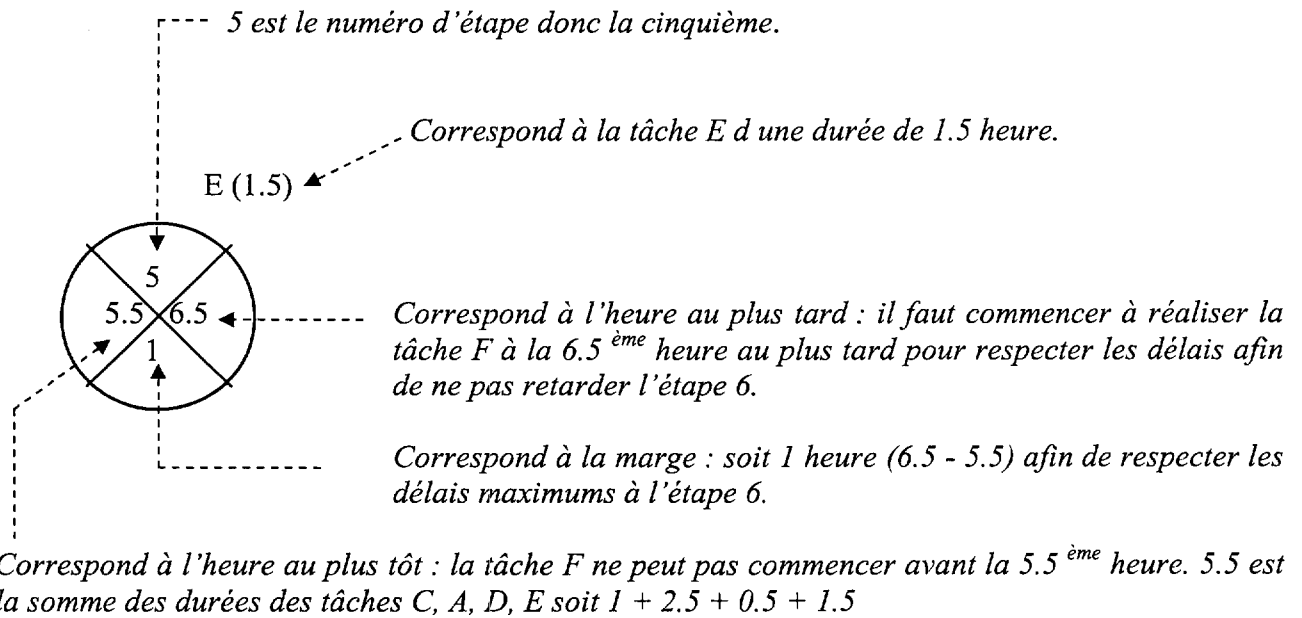 5 est le numéro d'étape donc la cinquième.
Correspond à la tâche E d une durée de 1.5 heure.
E (1.5)
5
5.5 6.5
1
Correspond à l'heure au plus tard : il faut commencer à réaliser la
tâche F à la 6.5 ème heure au plus tard pour respecter les délais afin
de ne pas retarder l'étape 6.
Correspond à la marge : soit 1 heure (6.5 - 5.5) afin de respecter les
délais maximums à l'étape 6.
Correspond à l'heure au plus tôt : la tâche F ne peut pas commencer avant la 5.5 ème heure. 5.5 est
la somme des durées des tâches C, A, D, E soit 1 + 2.5 + 0.5 + 1.5